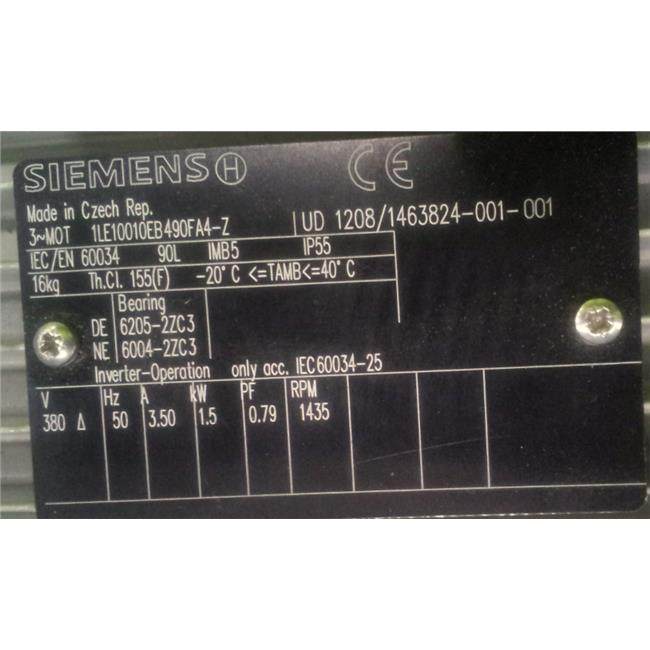 SIEMENS H CE
Made in Czech Rep.
3~MOT 1LE10010EB490FA4-Z UD 1208/1463824-001-001
IEC/EN 60034 90L IMB5 IP55
16kg Th.Cl. 155(F) -20°C <=TAMB<=40°C
Bearing
DE 6205-2ZC3
NE 6004-2ZC3
Inverter-Operation only acc. IEC60034-25
V Hz A kW PF RPM
380 Δ 50 3.50 1.5 0.79 1435